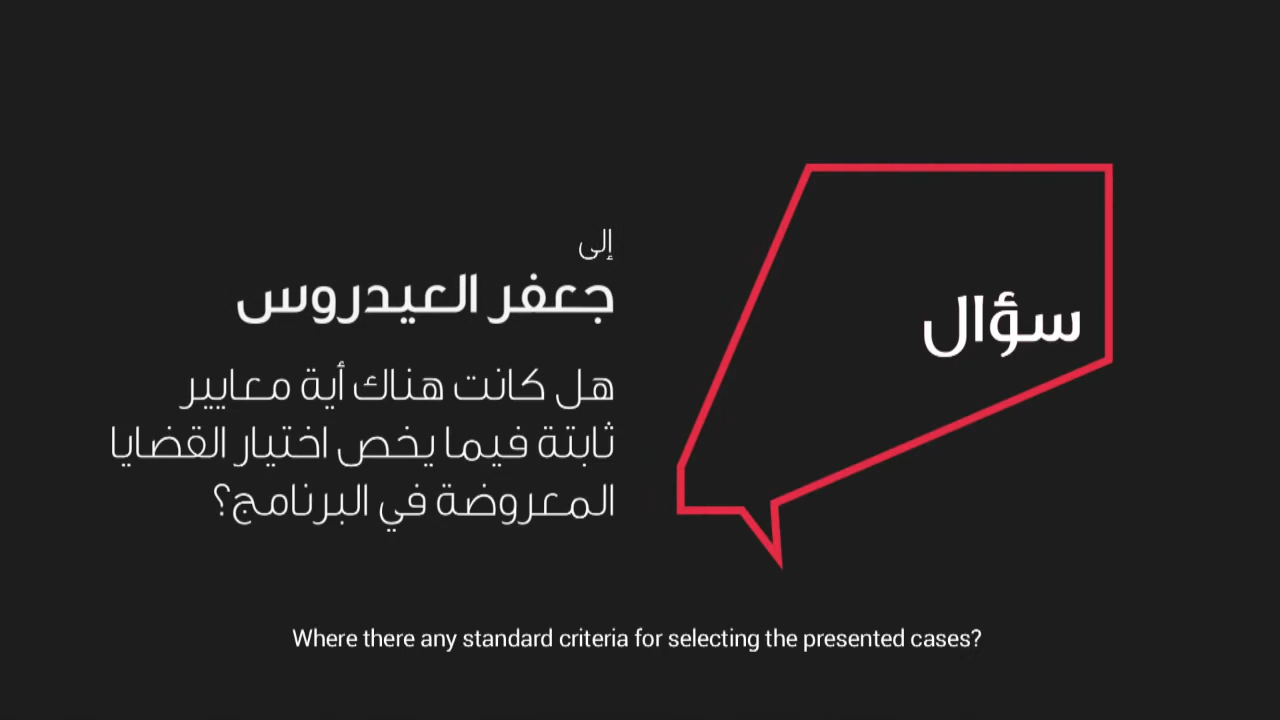 سؤال
إلى
جعفر العيدروس
هل كانت هناك أية معايير
ثابتة فيما يخص اختيار القضايا
المعروضة في البرنامج؟
Where there any standard criteria for selecting the presented cases?